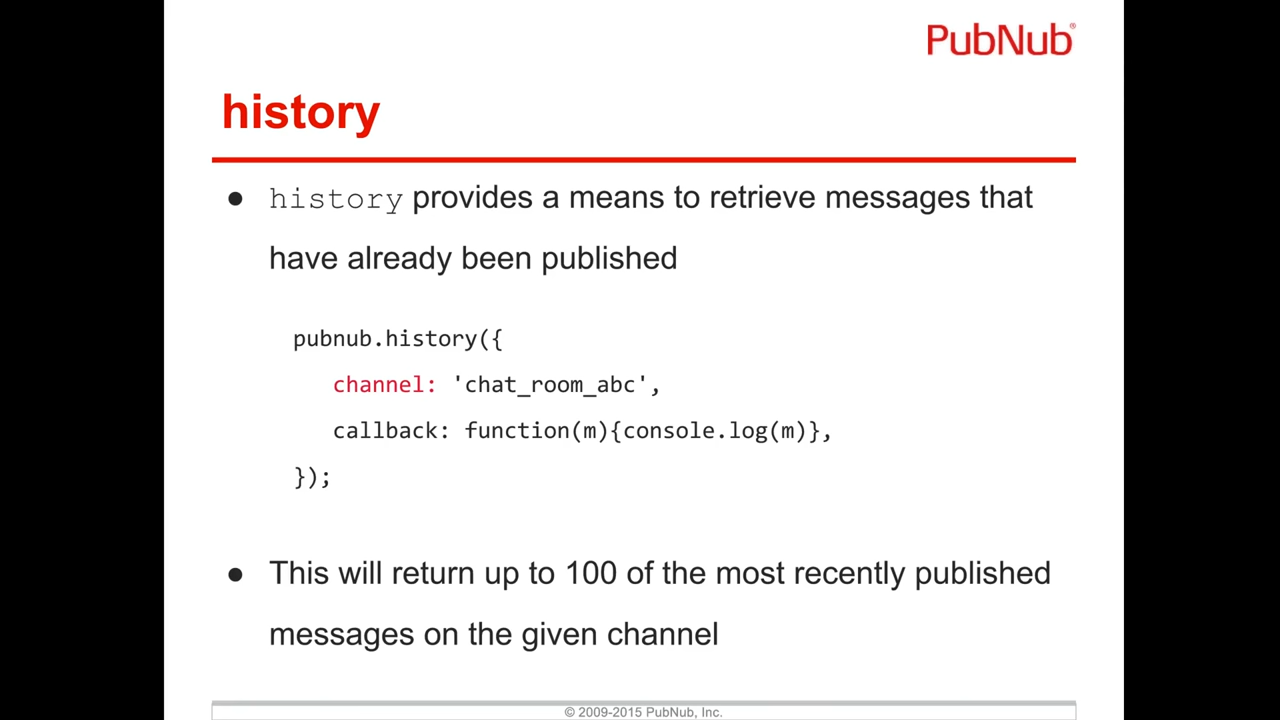 PubNub®
history
● history provides a means to retrieve messages that
have already been published
pubnub.history({
channel: 'chat_room_abc',
callback: function(m){console.log(m)},
});
● This will return up to 100 of the most recently published
messages on the given channel
© 2009-2015 PubNub, Inc.